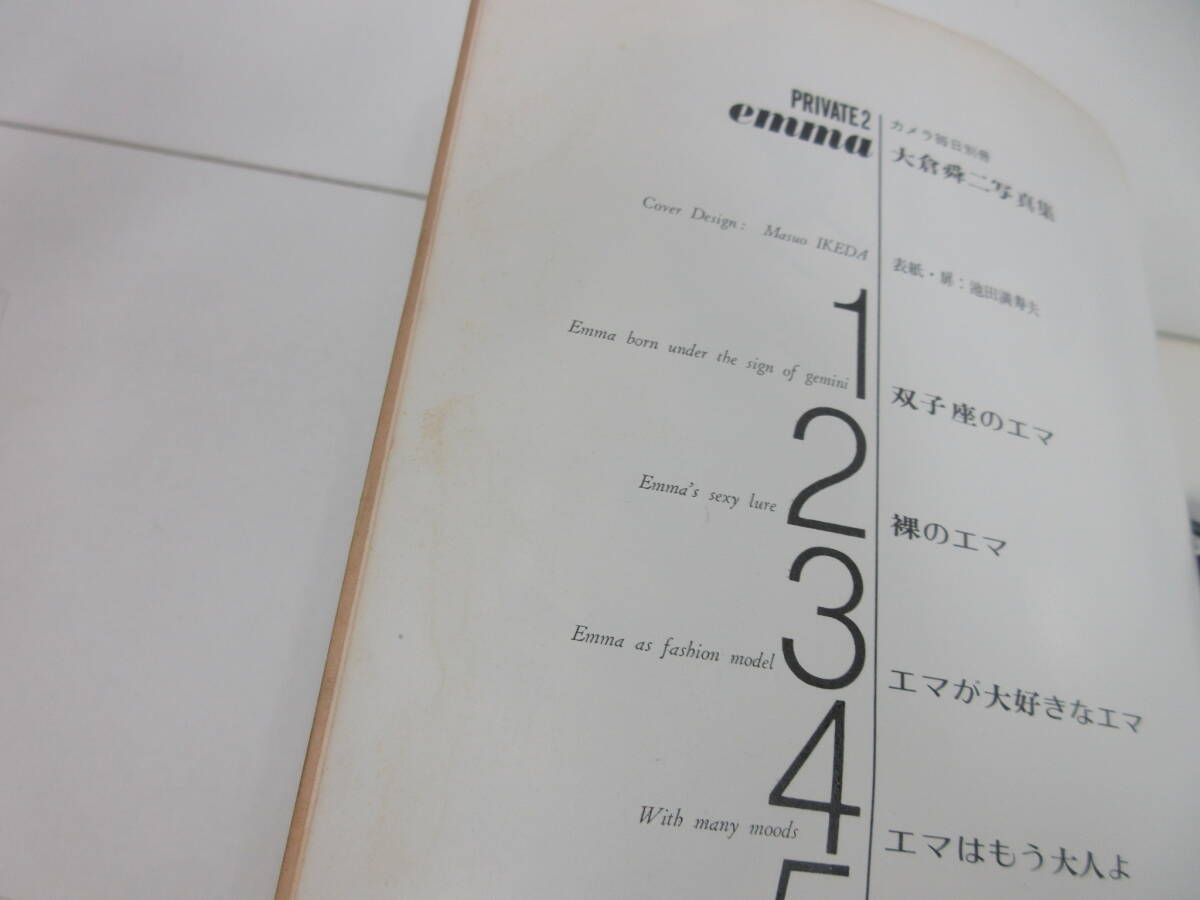 PRIVATE 2
emma
カメラ毎日別冊
大倉舜二写真集
Cover Design: Masuo IKEDA
表紙・扉：池田満寿夫
1
Emma born under the sign of gemini
双子座のエマ
2
Emma's sexy lure
裸のエマ
3
Emma as fashion model
エマが大好きなエマ
4
With many moods
エマはもう大人よ
5